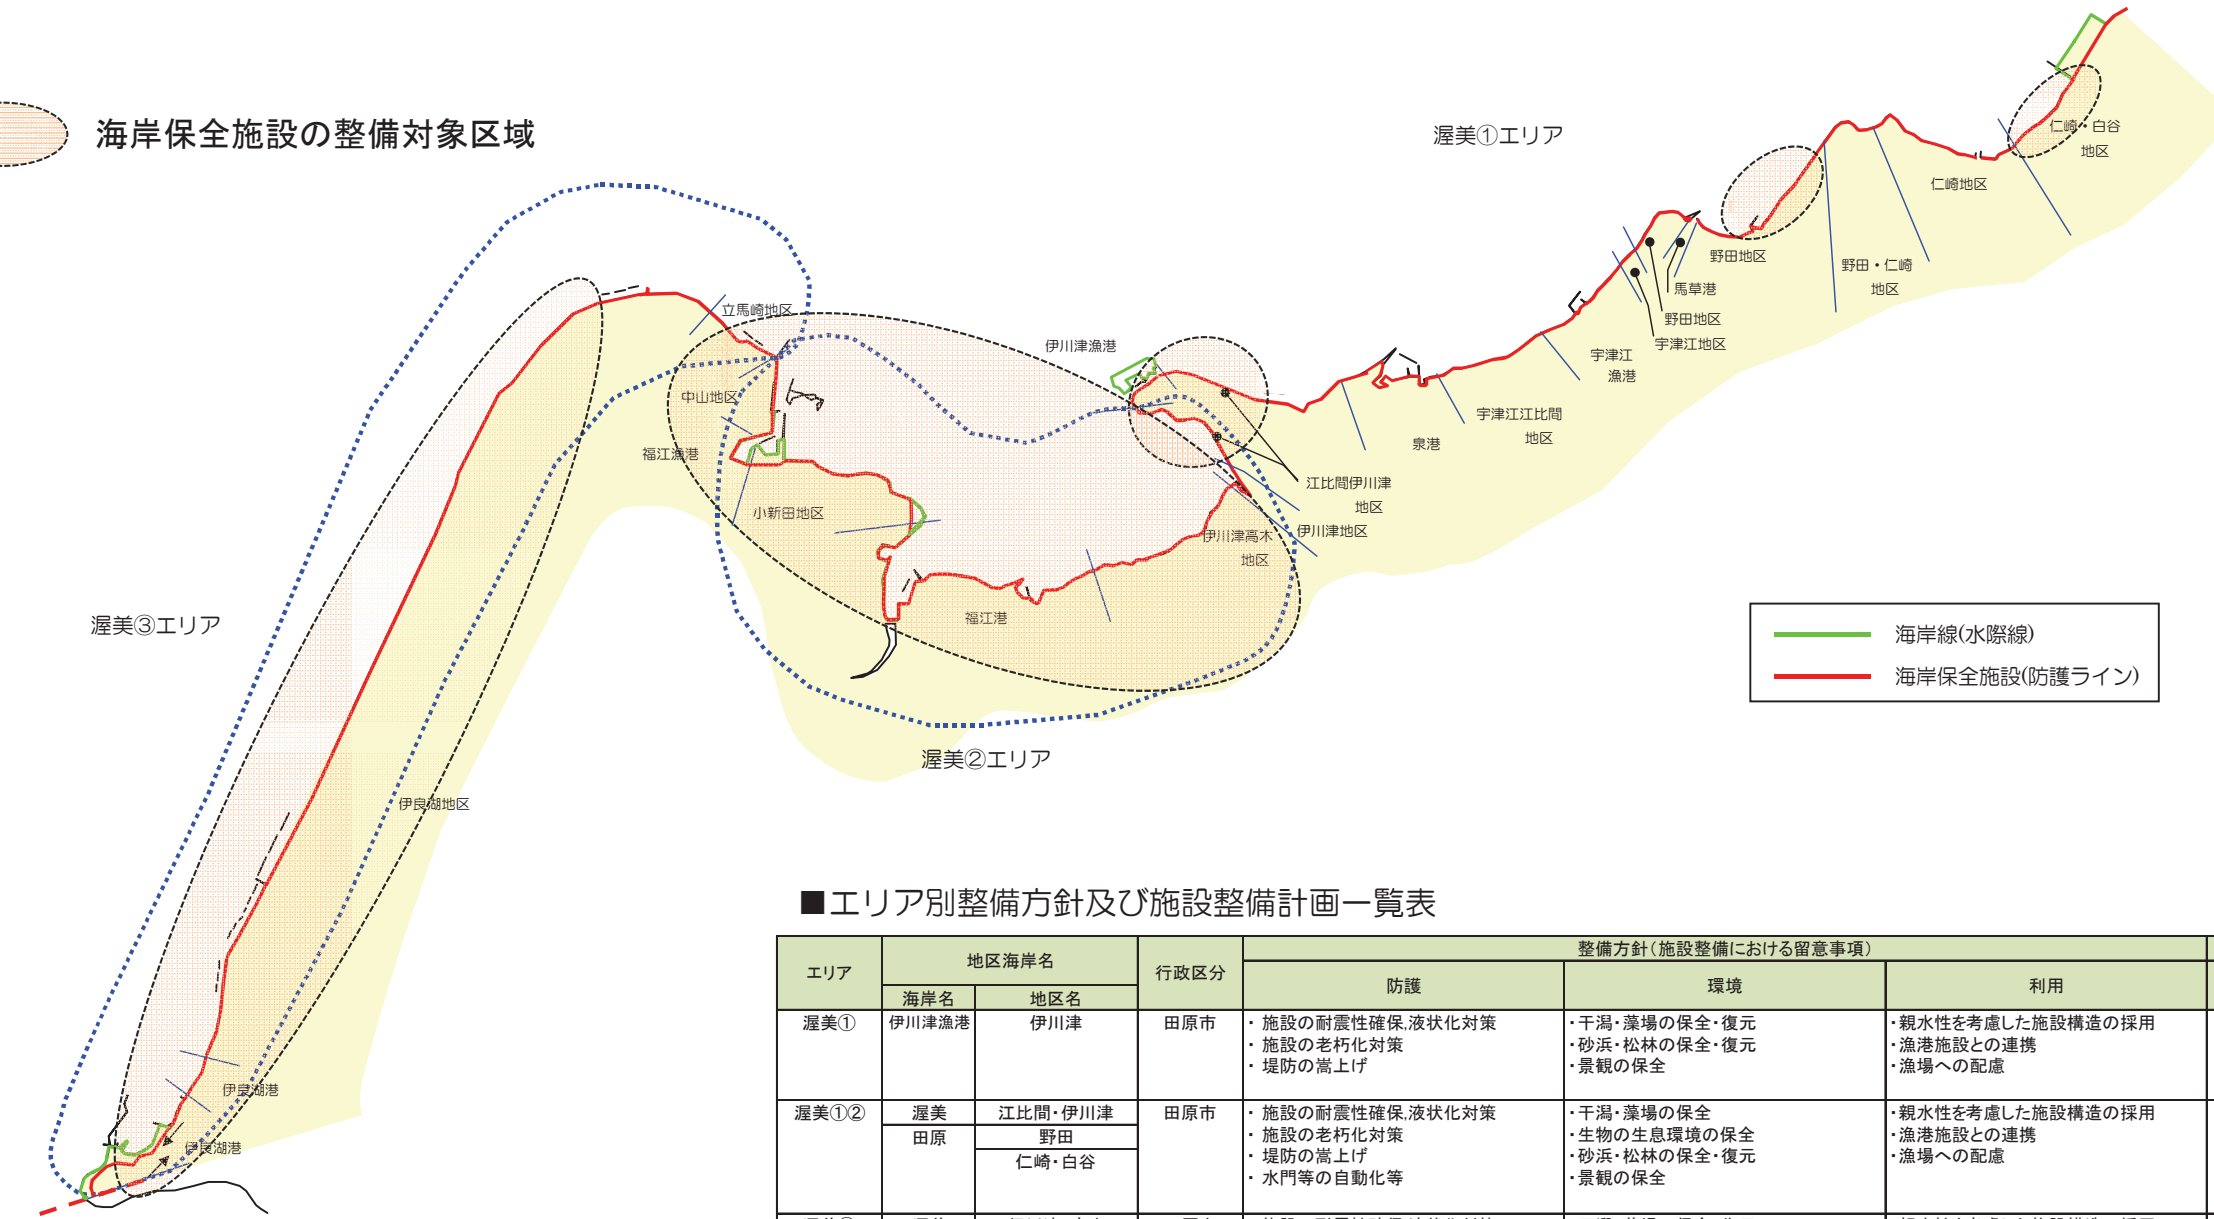 海岸保全施設の整備対象区域
渥美①エリア
仁崎・白谷
地区
仁崎地区
野田・仁崎
地区
野田地区
馬草港
野田地区
宇津江地区
宇津江
漁港
宇津江江比間
地区
泉港
伊川津漁港
江比間伊川津
地区
伊川津地区
伊川津高木
地区
立馬崎地区
中山地区
福江漁港
小新田地区
福江港
渥美②エリア
渥美③エリア
伊良湖地区
伊良湖港
伊良湖港
海岸線(水際線)
海岸保全施設(防護ライン)
■エリア別整備方針及び施設整備計画一覧表
エリア 地区海岸名 行政区分 整備方針(施設整備における留意事項)
海岸名 地区名 防護 環境 利用
渥美① 伊川津漁港 伊川津 田原市 ・施設の耐震性確保,液状化対策 ・干潟・藻場の保全・復元 ・親水性を考慮した施設構造の採用
・施設の老朽化対策 ・砂浜・松林の保全・復元 ・漁港施設との連携
・堤防の嵩上げ ・景観の保全 ・漁場への配慮
渥美①② 渥美 江比間・伊川津 田原市 ・施設の耐震性確保,液状化対策 ・干潟・藻場の保全 ・親水性を考慮した施設構造の採用
田原 野田 ・施設の老朽化対策 ・生物の生息環境の保全 ・漁港施設との連携
仁崎・白谷 ・堤防の嵩上げ ・砂浜・松林の保全・復元 ・漁場への配慮
・水門等の自動化等 ・景観の保全